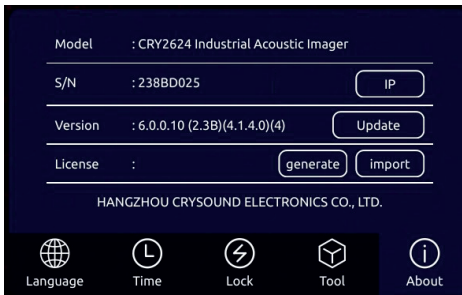 Model : CRY2624 Industrial Acoustic Imager
S/N : 238BD025 IP
Version : 6.0.0.10 (2.3B)(4.1.4.0)(4) Update
License : generate import
HANGZHOU CRYSOUND ELECTRONICS CO., LTD.
Language Time Lock Tool About